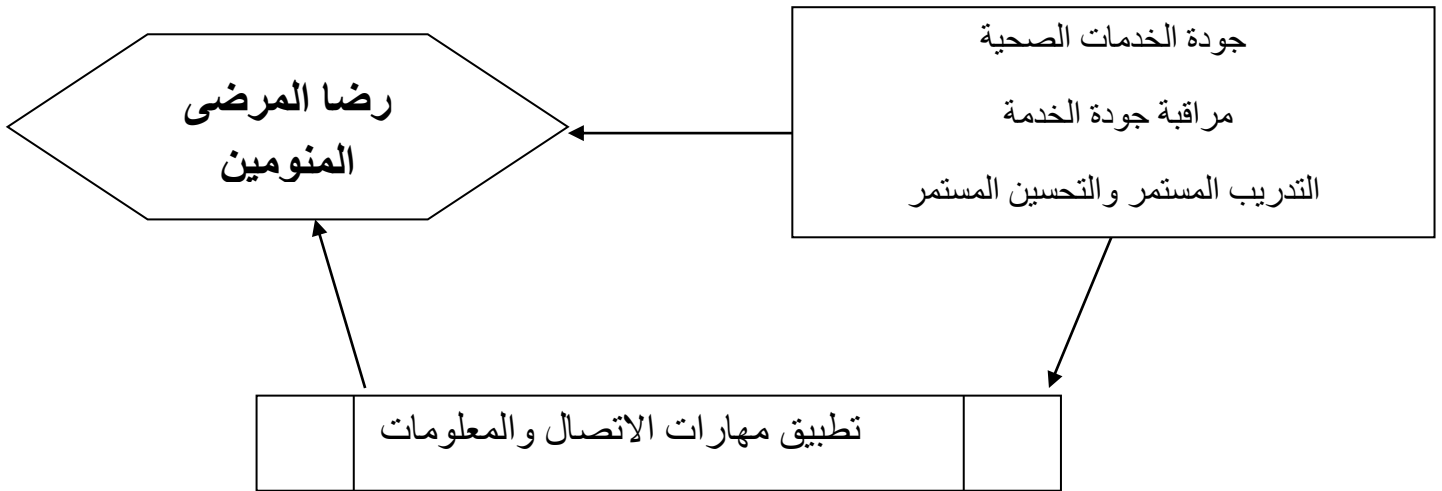 جودة الخدمات الصحية
مراقبة جودة الخدمة
التدريب المستمر والتحسين المستمر
رضا المرضى
المنومين
تطبيق مهارات الاتصال والمعلومات